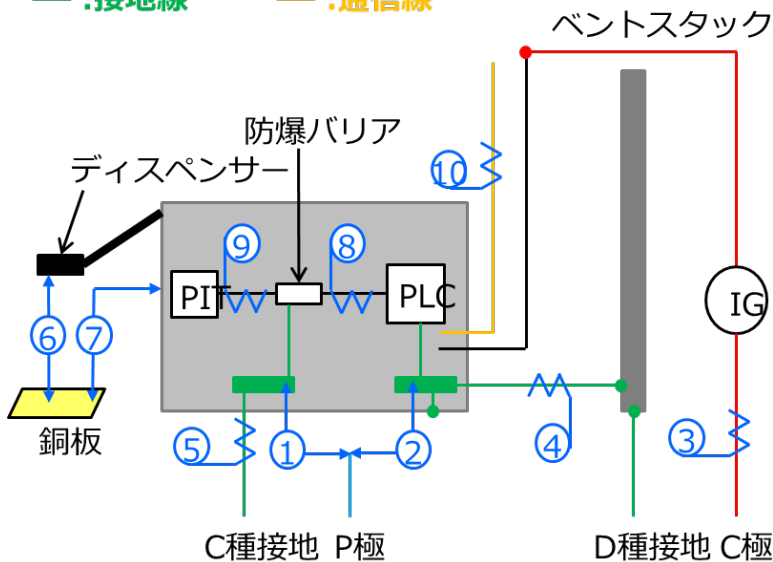 :接地線 :通信線
ベントスタック
防爆バリア
ディスペンサー
⑩
⑨ ⑧
PIT PLC
IG
⑥ ⑦
銅板
⑤ ① ② ④ ③
C種接地 P極 D種接地 C極